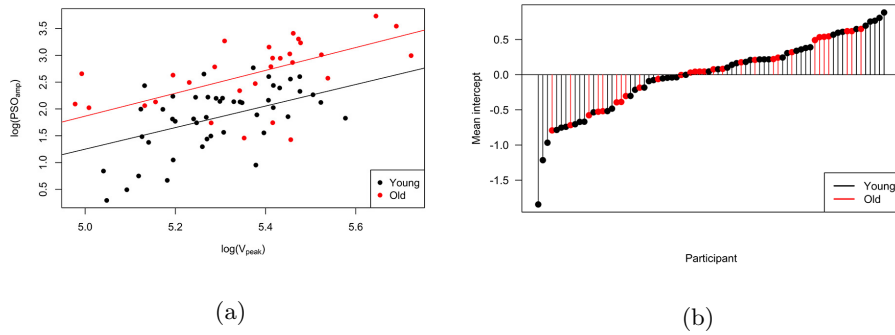 3.5
3.0
2.5
2.0
1.5
1.0
0.5
log(PSOamp)
5.0 5.2 5.4 5.6
log(Vpeak)
Young
Old
(a)
0.5
0.0
-0.5
-1.0
-1.5
Mean intercept
Young
Old
Participant
(b)